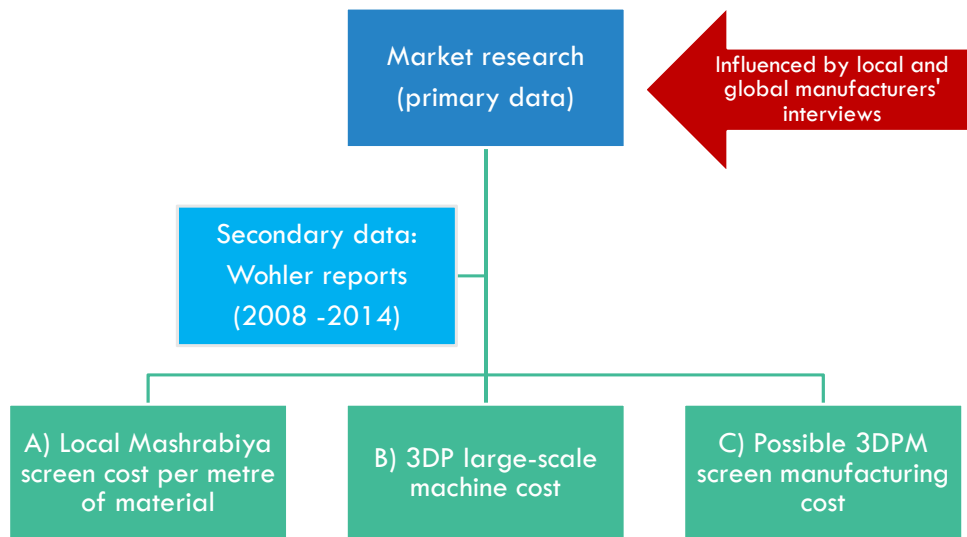 Market research
(primary data)
Influenced by local and
global manufacturers'
interviews
Secondary data:
Wohler reports
(2008 -2014)
A) Local Mashrabiya
screen cost per metre
of material
B) 3DP large-scale
machine cost
C) Possible 3DPM
screen manufacturing
cost